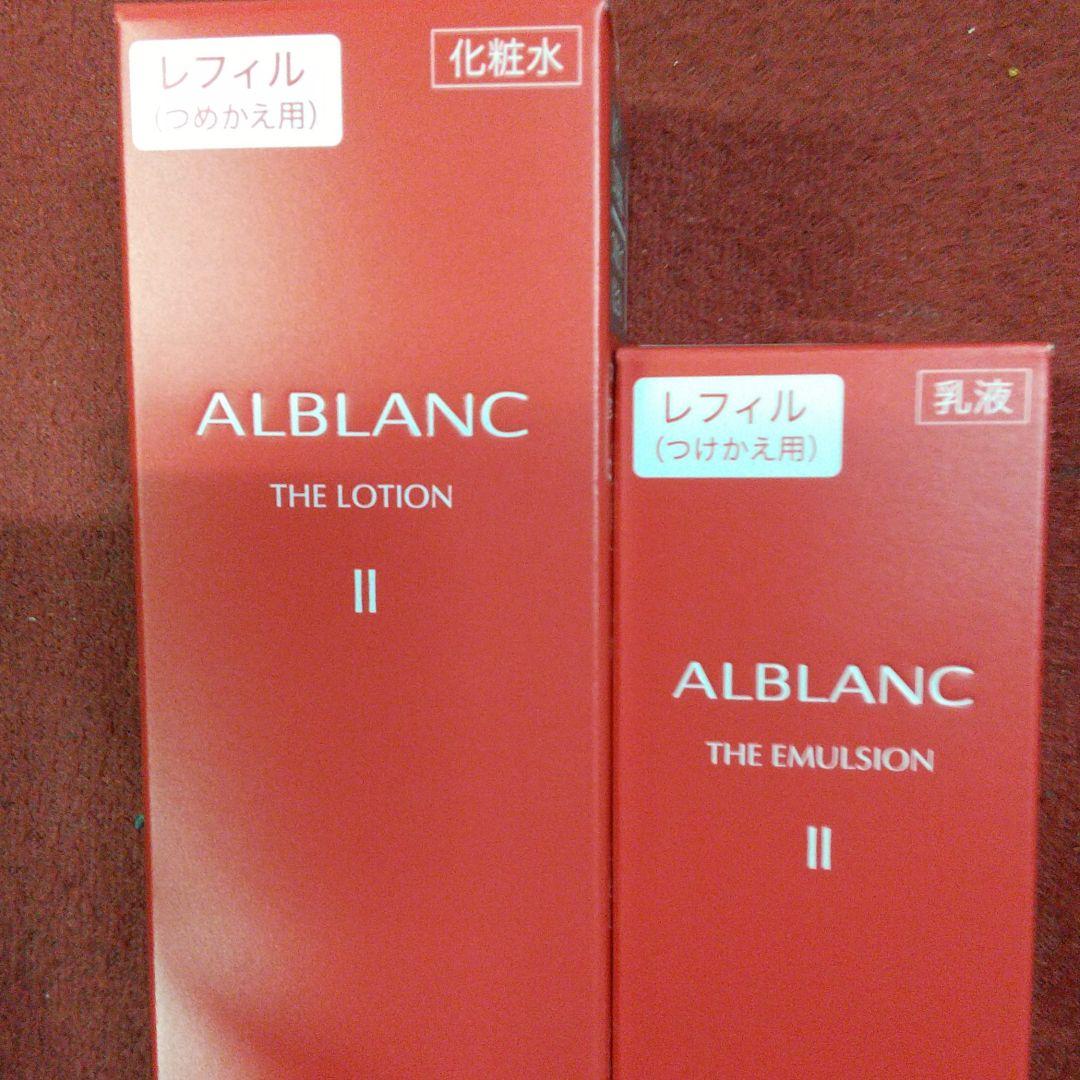 レフィル
(つめかえ用)
化粧水
ALBLANC
THE LOTION
II
レフィル
(つけかえ用)
乳液
ALBLANC
THE EMULSION
II